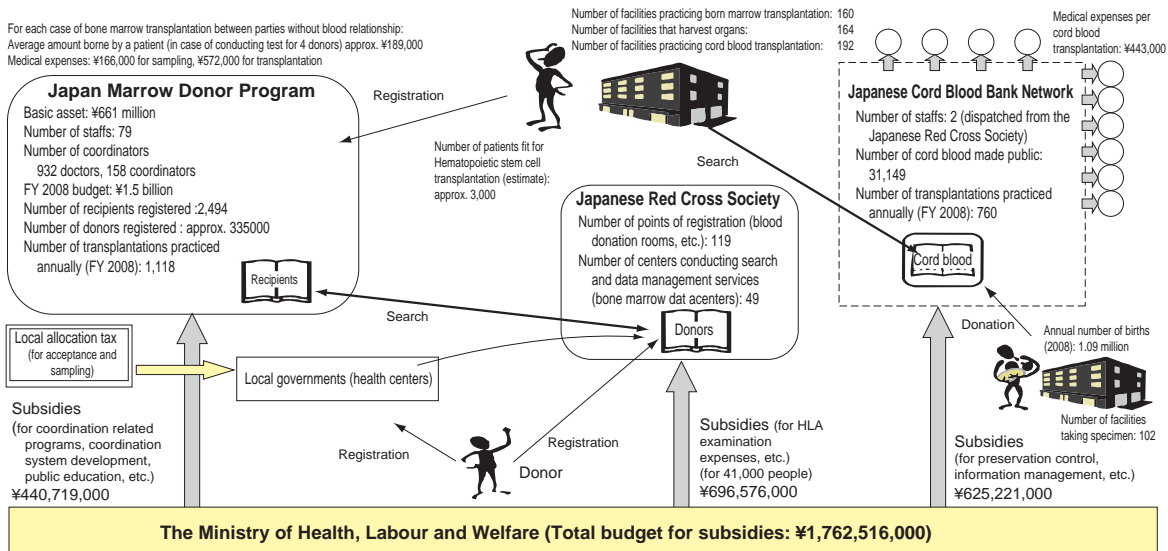 For each case of bone marrow transplantation between parties without blood relationship:
Average amount borne by a patient (in case of conducting test for 4 donors) approx. ¥189,000
Medical expenses: ¥166,000 for sampling, ¥572,000 for transplantation
Number of facilities practicing born marrow transplantation: 160
Number of facilities that harvest organs: 164
Number of facilities practicing cord blood transplantation: 192
Medical expenses per
cord blood
transplantation: ¥443,000
Japan Marrow Donor Program
Basic asset: ¥661 million
Number of staffs: 79
Number of coordinators
932 doctors, 158 coordinators
FY 2008 budget: ¥1.5 billion
Number of recipients registered :2,494
Number of donors registered : approx. 335000
Number of transplantations practiced
annually (FY 2008): 1,118
Recipients
Registration
Number of patients fit for
Hematopoietic stem cell
transplantation (estimate):
approx. 3,000
Search
Japanese Cord Blood Bank Network
Number of staffs: 2 (dispatched from the
Japanese Red Cross Society)
Number of cord blood made public:
31,149
Number of transplantations practiced
annually (FY 2008): 760
Cord blood
Japanese Red Cross Society
Number of points of registration (blood
donation rooms, etc.): 119
Number of centers conducting search
and data management services
(bone marrow dat acenters): 49
Donors
Search
Donation
Annual number of births
(2008): 1.09 million
Number of facilities
taking specimen: 102
Local allocation tax
(for acceptance and
sampling)
Local governments (health centers)
Subsidies
(for coordination related
programs, coordination
system development,
public education, etc.)
¥440,719,000
Registration
Donor
Registration
Subsidies (for HLA
examination
expenses, etc.)
(for 41,000 people)
¥696,576,000
Subsidies
(for preservation control,
information management, etc.)
¥625,221,000
The Ministry of Health, Labour and Welfare (Total budget for subsidies: ¥1,762,516,000)